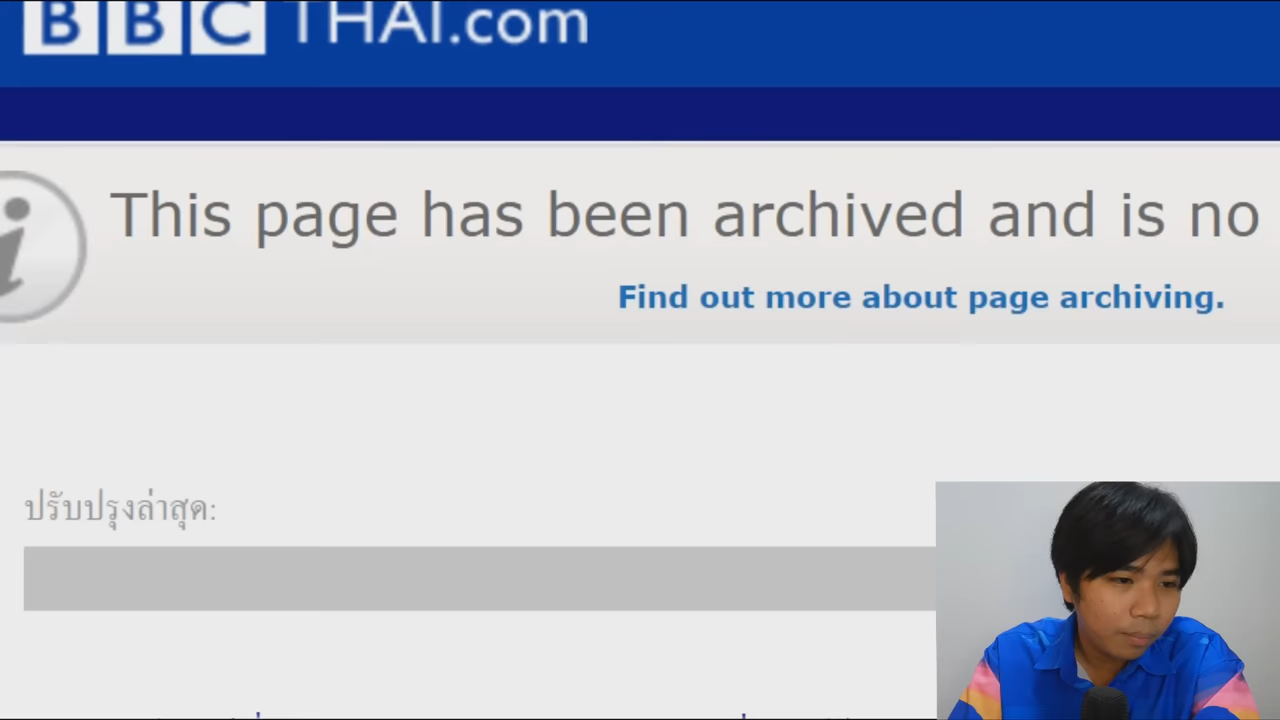 BBC THAI.com
This page has been archived and is no
Find out more about page archiving.
ปรับปรุงล่าสุด: